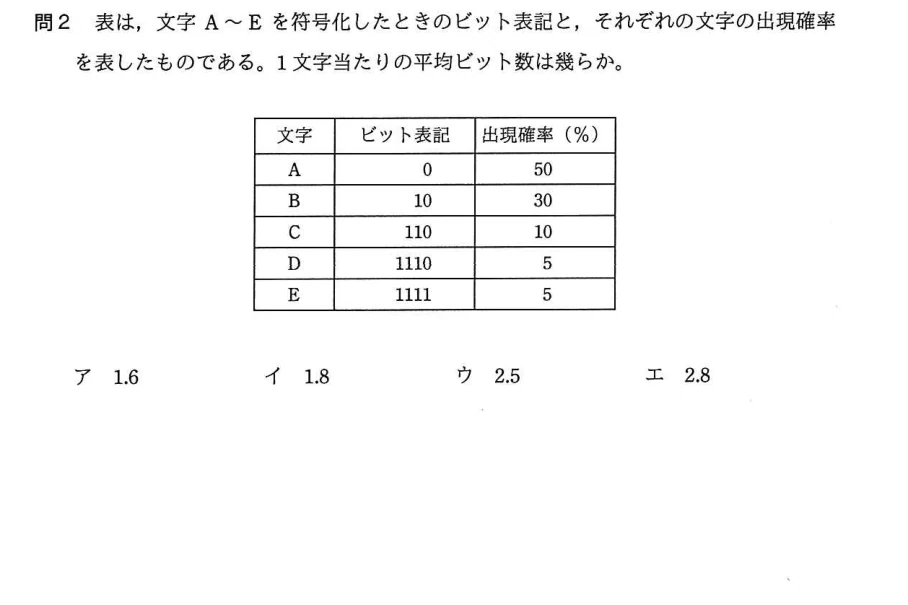 問2 表は，文字 A～E を符号化したときのビット表記と，それぞれの文字の出現確率
を表したものである。1文字当たりの平均ビット数は幾らか。
文字 ビット表記 出現確率（％）
A 0 50
B 10 30
C 110 10
D 1110 5
E 1111 5
ア 1.6 イ 1.8 ウ 2.5 エ 2.8